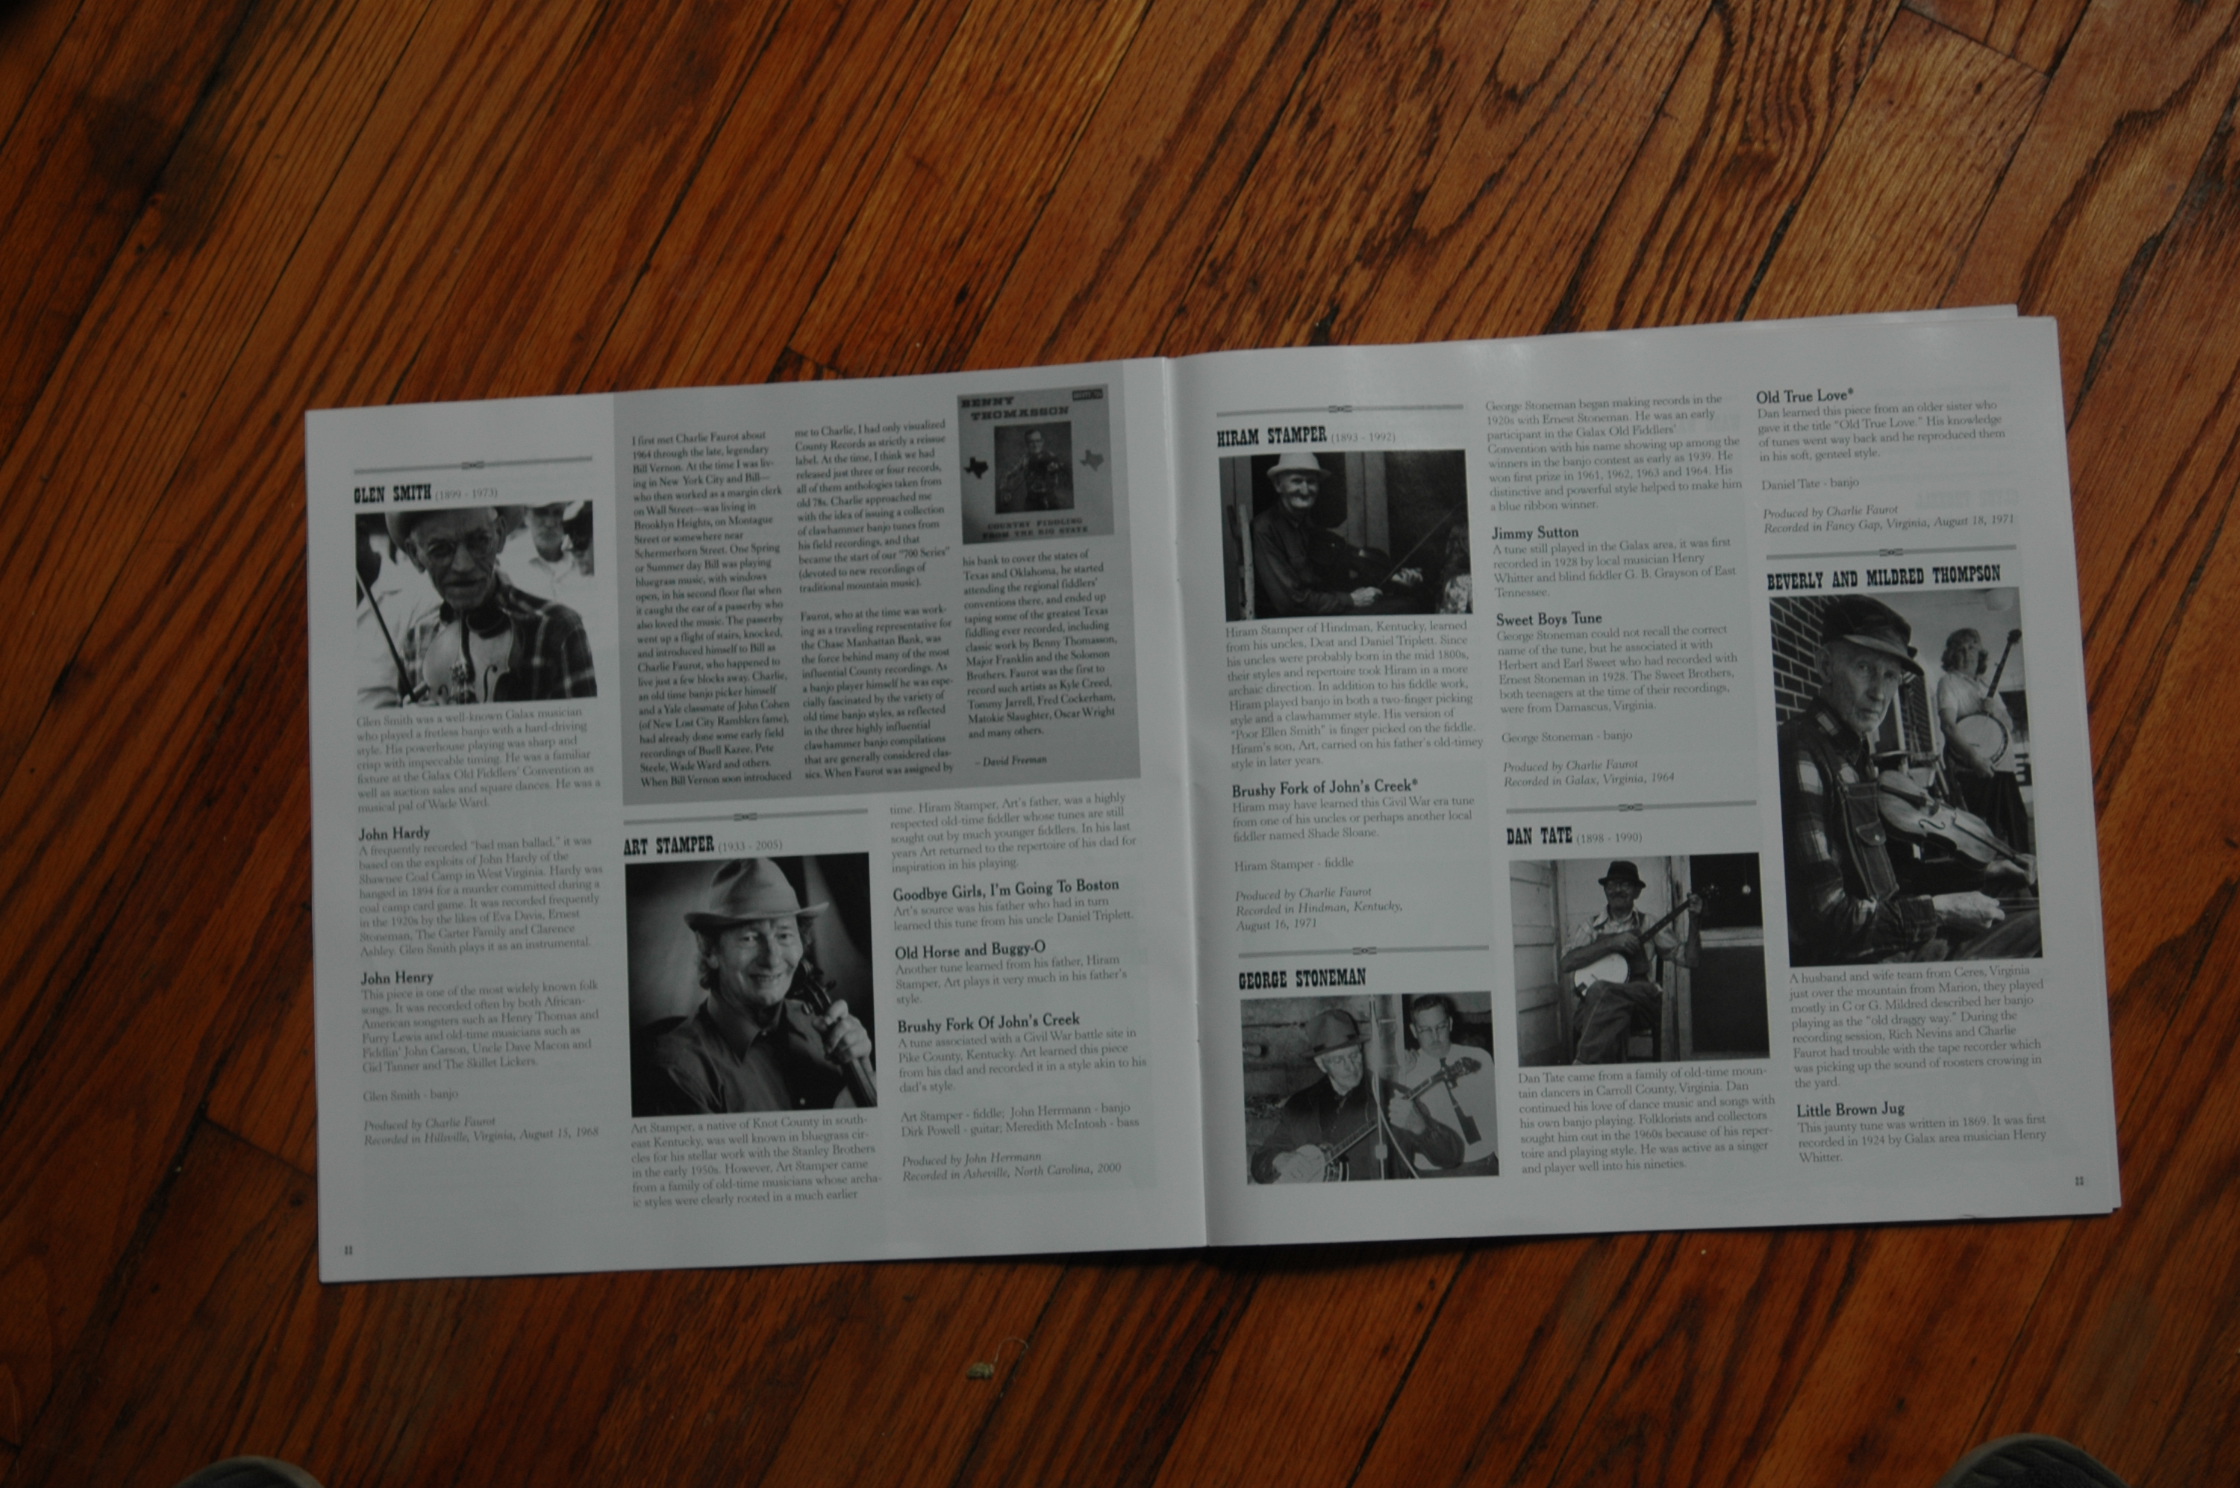 GLEN SMITH (1899 - 1973)
Glen Smith was a well-known Galax musician
who played a fretless banjo with a hard-driving
style. His powerhouse playing was sharp and
crisp with impeccable timing. He was a familiar
fixture at the Galax Old Fiddlers' Convention as
well as auction sales and square dances. He was a
musical pal of Wade Ward.
John Hardy
A frequently recorded "bad man ballad," it was
based on the exploits of John Hardy of the
Shawnee Coal Camp in West Virginia. Hardy was
hanged in 1894 for a murder committed during a
coal camp card game. It was recorded frequently
in the 1920s by the likes of Eva Davis, Ernest
Stoneman, The Carter Family and Clarence
Ashley. Glen Smith plays it as an instrumental.
John Henry
This piece is one of the most widely known folk
songs. It was recorded often by both African-
American songsters such as Henry Thomas and
Furry Lewis and old-time musicians such as
Fiddlin' John Carson, Uncle Dave Macon and
Gid Tanner and The Skillet Lickers.
Glen Smith - banjo
Produced by Charlie Faurot
Recorded in Hillsville, Virginia, August 15, 1968
11
I first met Charlie Faurot about
1964 through the late, legendary
Bill Vernon. At the time I was liv-
ing in New York City and Bill—
who then worked as a margin clerk
on Wall Street—was living in
Brooklyn Heights, on Montague
Street or somewhere near
Schermerhorn Street. One Spring
or Summer day Bill was playing
bluegrass music, with windows
open, in his second floor flat when
it caught the ear of a passerby who
also loved the music. The passerby
went up a flight of stairs, knocked,
and introduced himself to Bill as
Charlie Faurot, who happened to
live just a few blocks away. Charlie,
an old time banjo picker himself
and a Yale classmate of John Cohen
(of New Lost City Ramblers fame),
had already done some early field
recordings of Buell Kazee, Pete
Steele, Wade Ward and others.
When Bill Vernon soon introduced
me to Charlie, I had only visualized
County Records as strictly a reissue
label. At the time, I think we had
released just three or four records,
all of them anthologies taken from
old 78s. Charlie approached me
with the idea of issuing a collection
of clawhammer banjo tunes from
his field recordings, and that
became the start of our "700 Series"
(devoted to new recordings of
traditional mountain music).
Faurot, who at the time was work-
ing as a traveling representative for
the Chase Manhattan Bank, was
the force behind many of the most
influential County recordings. As
a banjo player himself he was espe-
cially fascinated by the variety of
old time banjo styles, as reflected
in the three highly influential
clawhammer banjo compilations
that are generally considered clas-
sics. When Faurot was assigned by
BENNY
THOMASSON
COUNTRY FIDDLING
FROM THE BIG STATE
his bank to cover the states of
Texas and Oklahoma, he started
attending the regional fiddlers'
conventions there, and ended up
taping some of the greatest Texas
fiddling ever recorded, including
classic work by Benny Thomasson,
Major Franklin and the Solomon
Brothers. Faurot was the first to
record such artists as Kyle Creed,
Tommy Jarrell, Fred Cockerham,
Matokie Slaughter, Oscar Wright
and many others.
– David Freeman
ART STAMPER (1933 - 2005)
Art Stamper, a native of Knot County in south-
east Kentucky, was well known in bluegrass cir-
cles for his stellar work with the Stanley Brothers
in the early 1950s. However, Art Stamper came
from a family of old-time musicians whose archa-
ic styles were clearly rooted in a much earlier
time. Hiram Stamper, Art's father, was a highly
respected old-time fiddler whose tunes are still
sought out by much younger fiddlers. In his last
years Art returned to the repertoire of his dad for
inspiration in his playing.
Goodbye Girls, I'm Going To Boston
Art's source was his father who had in turn
learned this tune from his uncle Daniel Triplett.
Old Horse and Buggy-O
Another tune learned from his father, Hiram
Stamper, Art plays it very much in his father's
style.
Brushy Fork Of John's Creek
A tune associated with a Civil War battle site in
Pike County, Kentucky. Art learned this piece
from his dad and recorded it in a style akin to his
dad's style.
Art Stamper - fiddle; John Herrmann - banjo
Dirk Powell - guitar; Meredith McIntosh - bass
Produced by John Herrmann
Recorded in Asheville, North Carolina, 2000
HIRAM STAMPER (1893 - 1992)
Hiram Stamper of Hindman, Kentucky, learned
from his uncles, Deat and Daniel Triplett. Since
his uncles were probably born in the mid 1800s,
their styles and repertoire took Hiram in a more
archaic direction. In addition to his fiddle work,
Hiram played banjo in both a two-finger picking
style and a clawhammer style. His version of
"Poor Ellen Smith" is finger picked on the fiddle.
Hiram's son, Art, carried on his father's old-timey
style in later years.
Brushy Fork of John's Creek*
Hiram may have learned this Civil War era tune
from one of his uncles or perhaps another local
fiddler named Shade Sloane.
Hiram Stamper - fiddle
Produced by Charlie Faurot
Recorded in Hindman, Kentucky,
August 16, 1971
GEORGE STONEMAN
George Stoneman began making records in the
1920s with Ernest Stoneman. He was an early
participant in the Galax Old Fiddlers'
Convention with his name showing up among the
winners in the banjo contest as early as 1939. He
won first prize in 1961, 1962, 1963 and 1964. His
distinctive and powerful style helped to make him
a blue ribbon winner.
Jimmy Sutton
A tune still played in the Galax area, it was first
recorded in 1928 by local musician Henry
Whitter and blind fiddler G. B. Grayson of East
Tennessee.
Sweet Boys Tune
George Stoneman could not recall the correct
name of the tune, but he associated it with
Herbert and Earl Sweet who had recorded with
Ernest Stoneman in 1928. The Sweet Brothers,
both teenagers at the time of their recordings,
were from Damascus, Virginia.
George Stoneman - banjo
Produced by Charlie Faurot
Recorded in Galax, Virginia, 1964
DAN TATE (1898 - 1990)
Dan Tate came from a family of old-time moun-
tain dancers in Carroll County, Virginia. Dan
continued his love of dance music and songs with
his own banjo playing. Folklorists and collectors
sought him out in the 1960s because of his reper-
toire and playing style. He was active as a singer
and player well into his nineties.
Old True Love*
Dan learned this piece from an older sister who
gave it the title "Old True Love." His knowledge
of tunes went way back and he reproduced them
in his soft, genteel style.
Daniel Tate - banjo
Produced by Charlie Faurot
Recorded in Fancy Gap, Virginia, August 18, 1971
BEVERLY AND MILDRED THOMPSON
A husband and wife team from Ceres, Virginia
just over the mountain from Marion, they played
mostly in C or G. Mildred described her banjo
playing as the "old draggy way." During the
recording session, Rich Nevins and Charlie
Faurot had trouble with the tape recorder which
was picking up the sound of roosters crowing in
the yard.
Little Brown Jug
This jaunty tune was written in 1869. It was first
recorded in 1924 by Galax area musician Henry
Whitter.